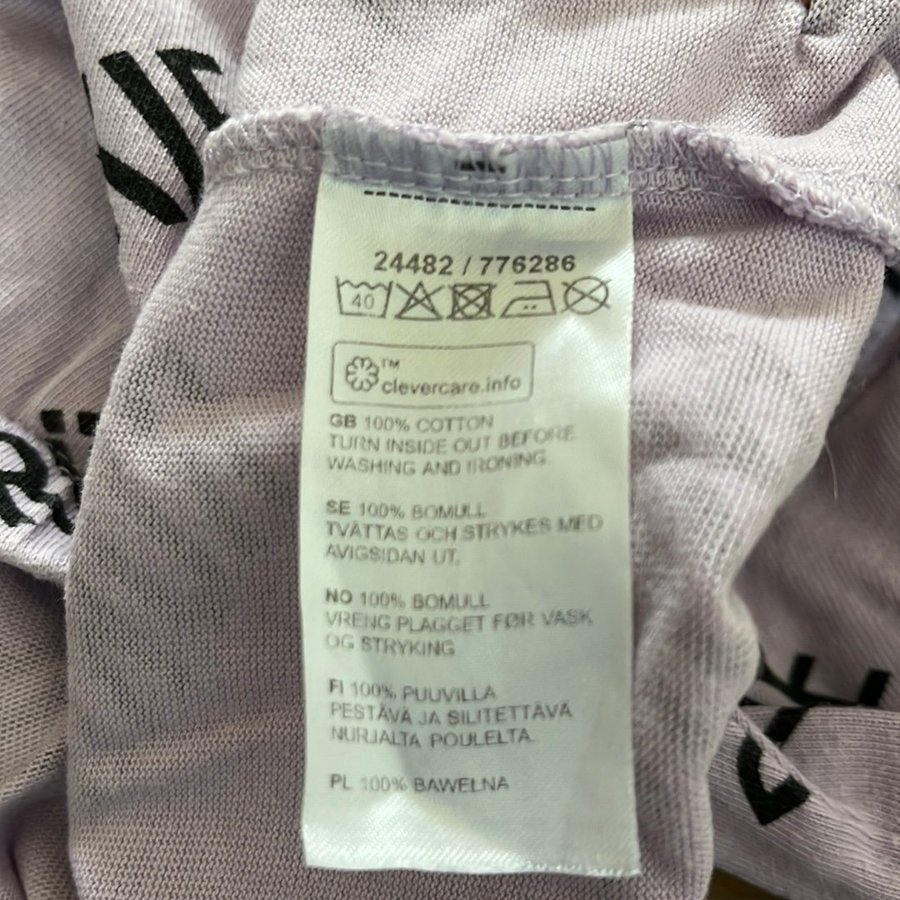 24482 / 776286
40
™
clevercare.info
GB 100% COTTON
TURN INSIDE OUT BEFORE
WASHING AND IRONING.
SE 100% BOMULL
TVÄTTAS OCH STRYKES MED
AVIGSIDAN UT.
NO 100% BOMULL
VRENG PLAGGET FØR VASK
OG STRYKING
FI 100% PUUVILLA
PESTÄVÄ JA SILITETTÄVÄ
NURJALTA POULELTA.
PL 100% BAWEŁNA